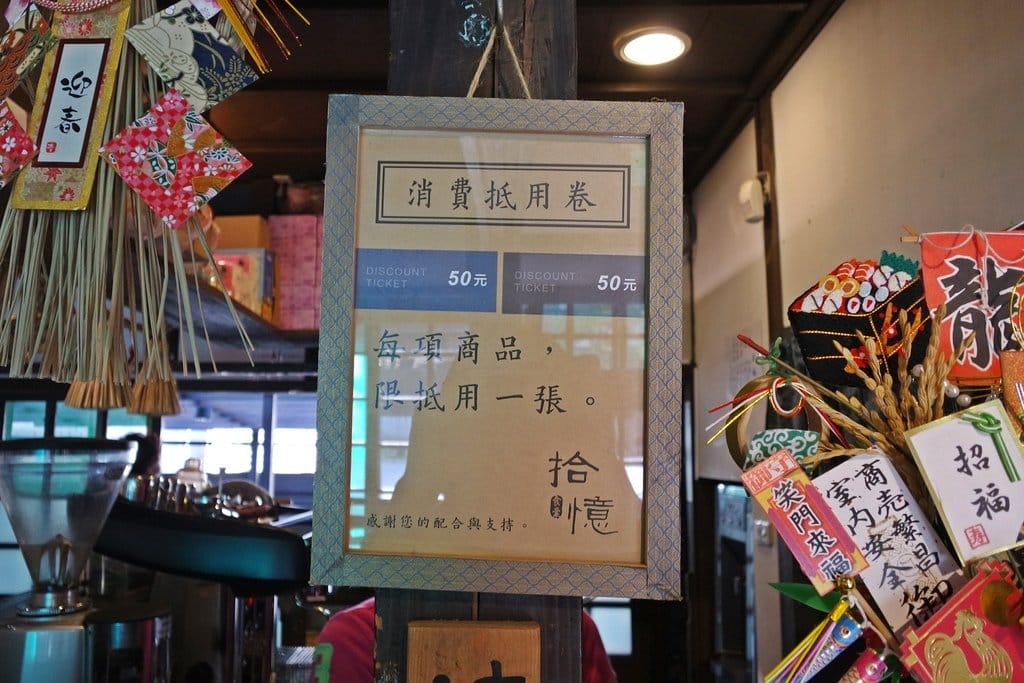 迎春
消費抵用卷
DISCOUNT
TICKET
50元
DISCOUNT
TICKET
50元
每項商品，
限抵用一張。
拾
憶
感謝您的配合與支持。
龍
招福
寿
笑門來福
商売繁昌
室内安全
御